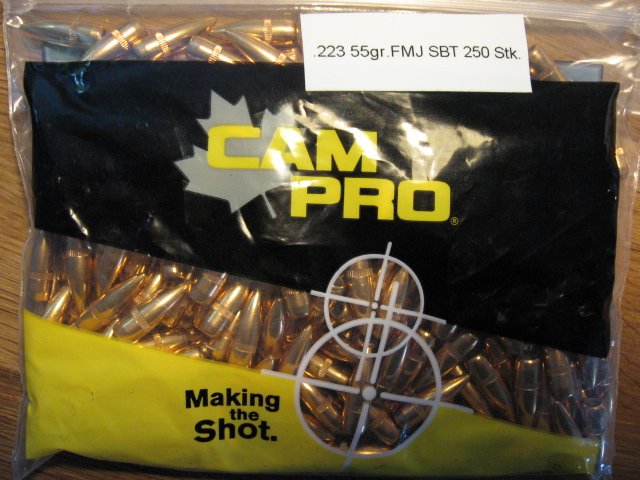 .223 55gr.FMJ SBT 250 Stk.
CAM
PRO®
Making
the
Shot.